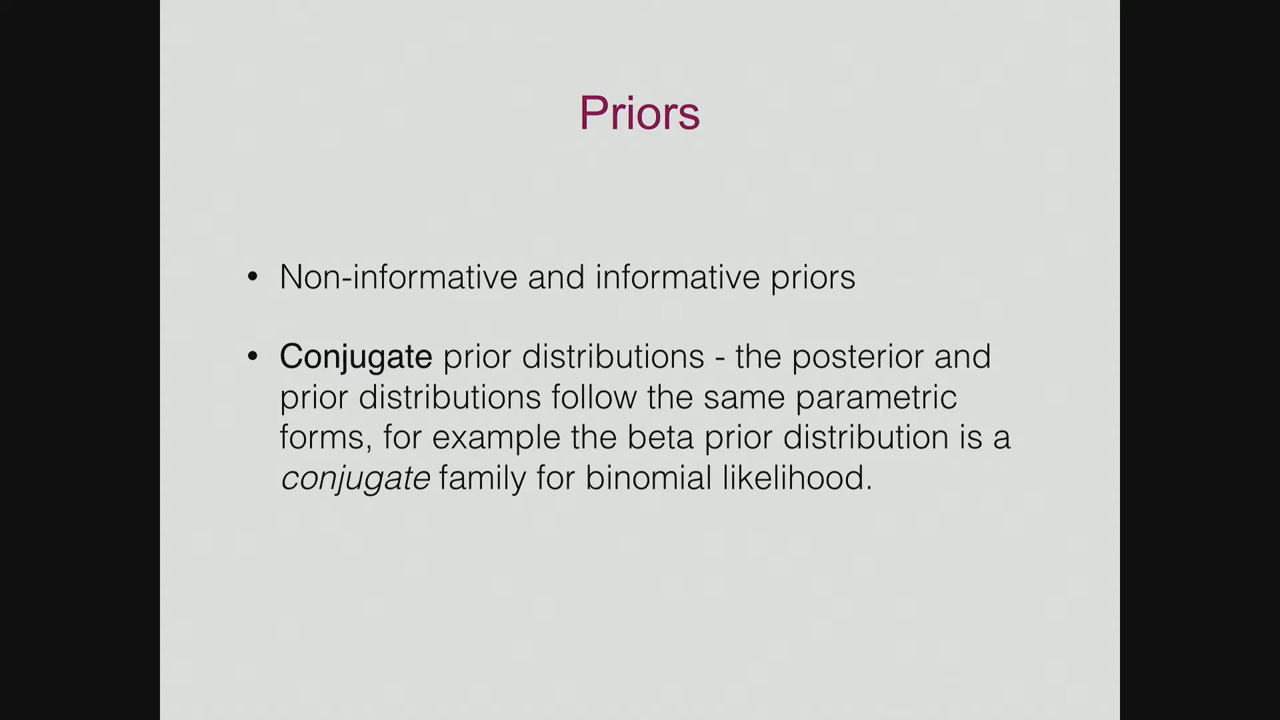 Priors
• Non-informative and informative priors
• Conjugate prior distributions - the posterior and
prior distributions follow the same parametric
forms, for example the beta prior distribution is a
conjugate family for binomial likelihood.